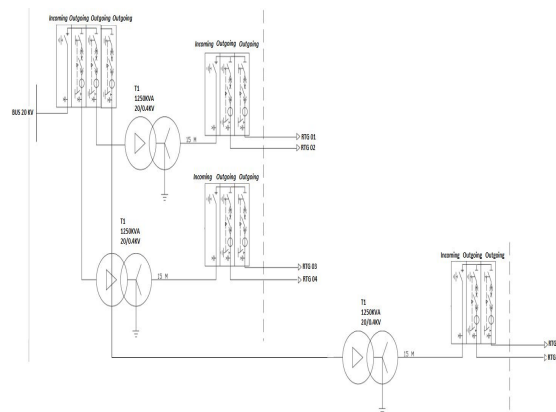 Incoming Outgoing Outgoing
Incoming Outgoing Outgoing
T1
1250KVA
20/0.4KV
BUS 20 KV
15 M
RTG 01
RTG 02
Incoming Outgoing Outgoing
T1
1250KVA
20/0.4KV
RTG 03
15 M
RTG 04
Incoming Outgoing Outgoing
T1
1250KVA
20/0.4KV
RTG
15 M
RTG